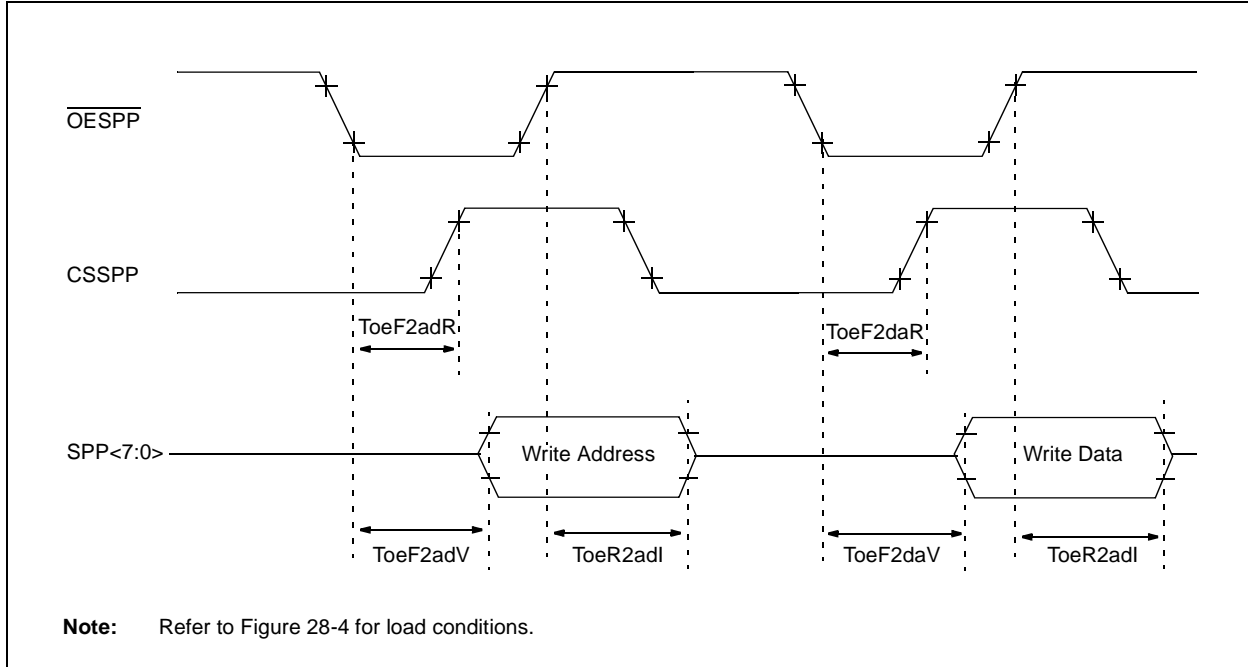 OESPP
CSSPP
ToeF2adR ToeF2daR
SPP<7:0> Write Address Write Data
ToeF2adV ToeR2adI ToeF2daV ToeR2adI
Note: Refer to Figure 28-4 for load conditions.